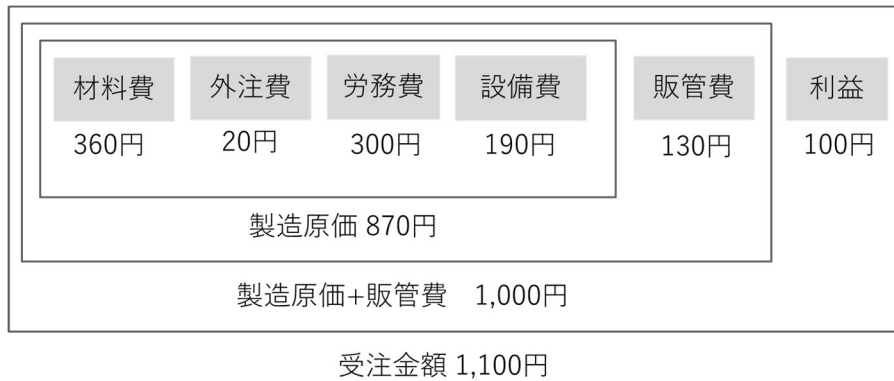 材料費 外注費 労務費 設備費 販管費 利益
360円 20円 300円 190円 130円 100円
製造原価 870円
製造原価+販管費　1,000円
受注金額 1,100円